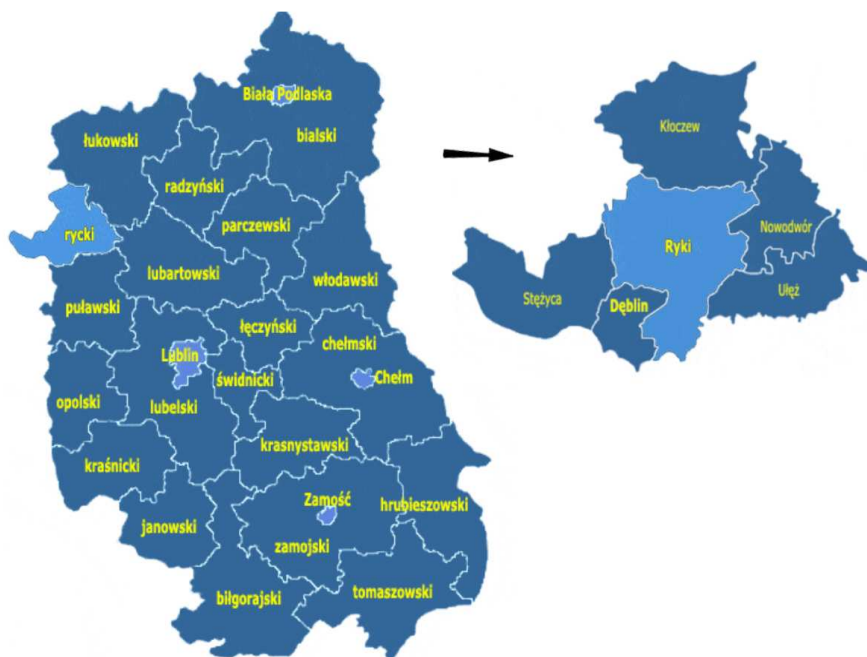 Biała Podlaska
bialski
łukowski
radzyński
parczewski
rycki
lubartowski
włodawski
puławski
łęczyński
chełmski
Lublin
świdnicki
Chełm
opolski
lubelski
krasnystawski
kraśnicki
Zamość
hrubieszowski
janowski
zamojski
biłgorajski
tomaszowski
Kłoczew
Nowodwór
Ryki
Stężyca
Dęblin
Ułęż